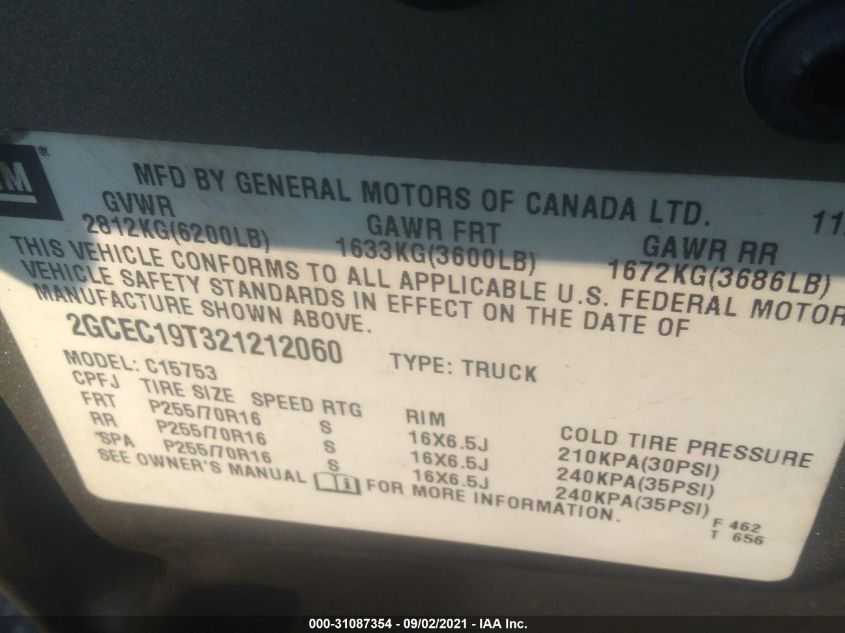 M ®
MFD BY GENERAL MOTORS OF CANADA LTD. 11
GVWR GAWR FRT GAWR RR
2812KG(6200LB) 1633KG(3600LB) 1672KG(3686LB)
THIS VEHICLE CONFORMS TO ALL APPLICABLE U.S. FEDERAL MOTOR
VEHICLE SAFETY STANDARDS IN EFFECT ON THE DATE OF
MANUFACTURE SHOWN ABOVE.
2GCEC19T321212060 TYPE: TRUCK
MODEL: C15753
CPFJ TIRE SIZE SPEED RTG RIM COLD TIRE PRESSURE
FRT P255/70R16 S 16X6.5J 210KPA(30PSI)
RR P255/70R16 S 16X6.5J 240KPA(35PSI)
SPA P255/70R16 S 16X6.5J 240KPA(35PSI)
SEE OWNER'S MANUAL FOR MORE INFORMATION.
F 462
T 656
000-31087354 - 09/02/2021 - IAA Inc.